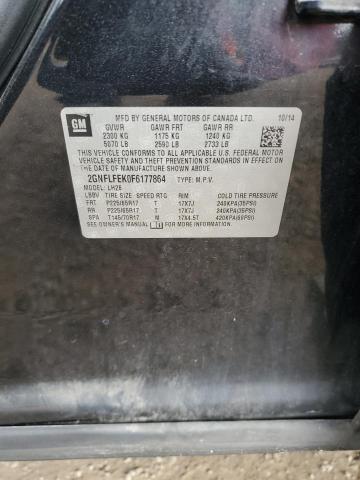 GM
MFD BY GENERAL MOTORS OF CANADA LTD. 10/14
GVWR GAWR FRT GAWR RR
2300 KG 1175 KG 1240 KG
5070 LB 2590 LB 2733 LB
THIS VEHICLE CONFORMS TO ALL APPLICABLE U.S. FEDERAL MOTOR
VEHICLE SAFETY, BUMPER, AND THEFT PREVENTION STANDARDS IN
EFFECT ON THE DATE OF MANUFACTURE SHOWN ABOVE.
2GNFLFEK0F6177864 TYPE: M.P.V.
MODEL: LH26
TIRE SIZE SPEED RTG RIM COLD TIRE PRESSURE
FRT P225/65R17 T 17X7J 240KPA(35PSI)
RR P225/65R17 T 17X7J 240KPA(35PSI)
SPA T145/70R17 M 17X4.5T 420KPA(60PSI)
SEE OWNER'S MANUAL FOR ADDITIONAL INFORMATION.